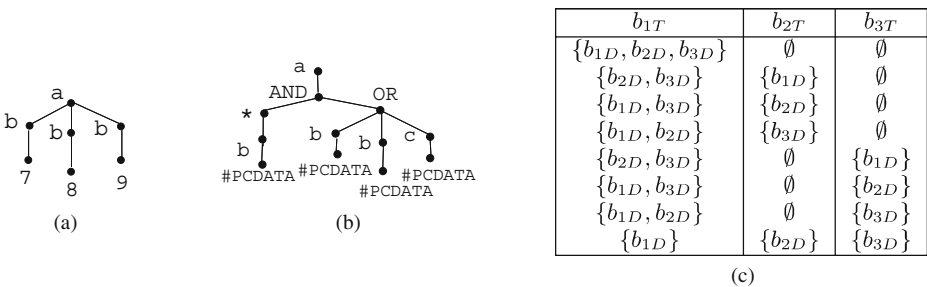 a
b b b
7 8 9
(a)
a
AND OR
*
b b b c
#PCDATA #PCDATA #PCDATA #PCDATA
(b)
b1T b2T b3T
{b1D, b2D, b3D} ∅ ∅
{b2D, b3D} {b1D} ∅
{b1D, b3D} {b2D} ∅
{b1D, b2D} {b3D} ∅
{b2D, b3D} ∅ {b1D}
{b1D, b3D} ∅ {b2D}
{b1D, b2D} ∅ {b3D}
{b1D} {b2D} {b3D}
(c)